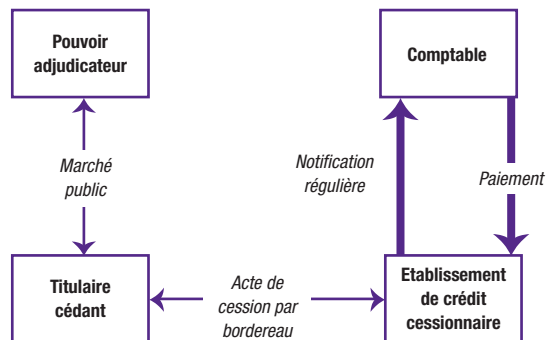 Pouvoir
adjudicateur
Comptable
Marché
public
Notification
régulière
Paiement
Titulaire
cédant
Acte de
cession par
bordereau
Etablissement
de crédit
cessionnaire